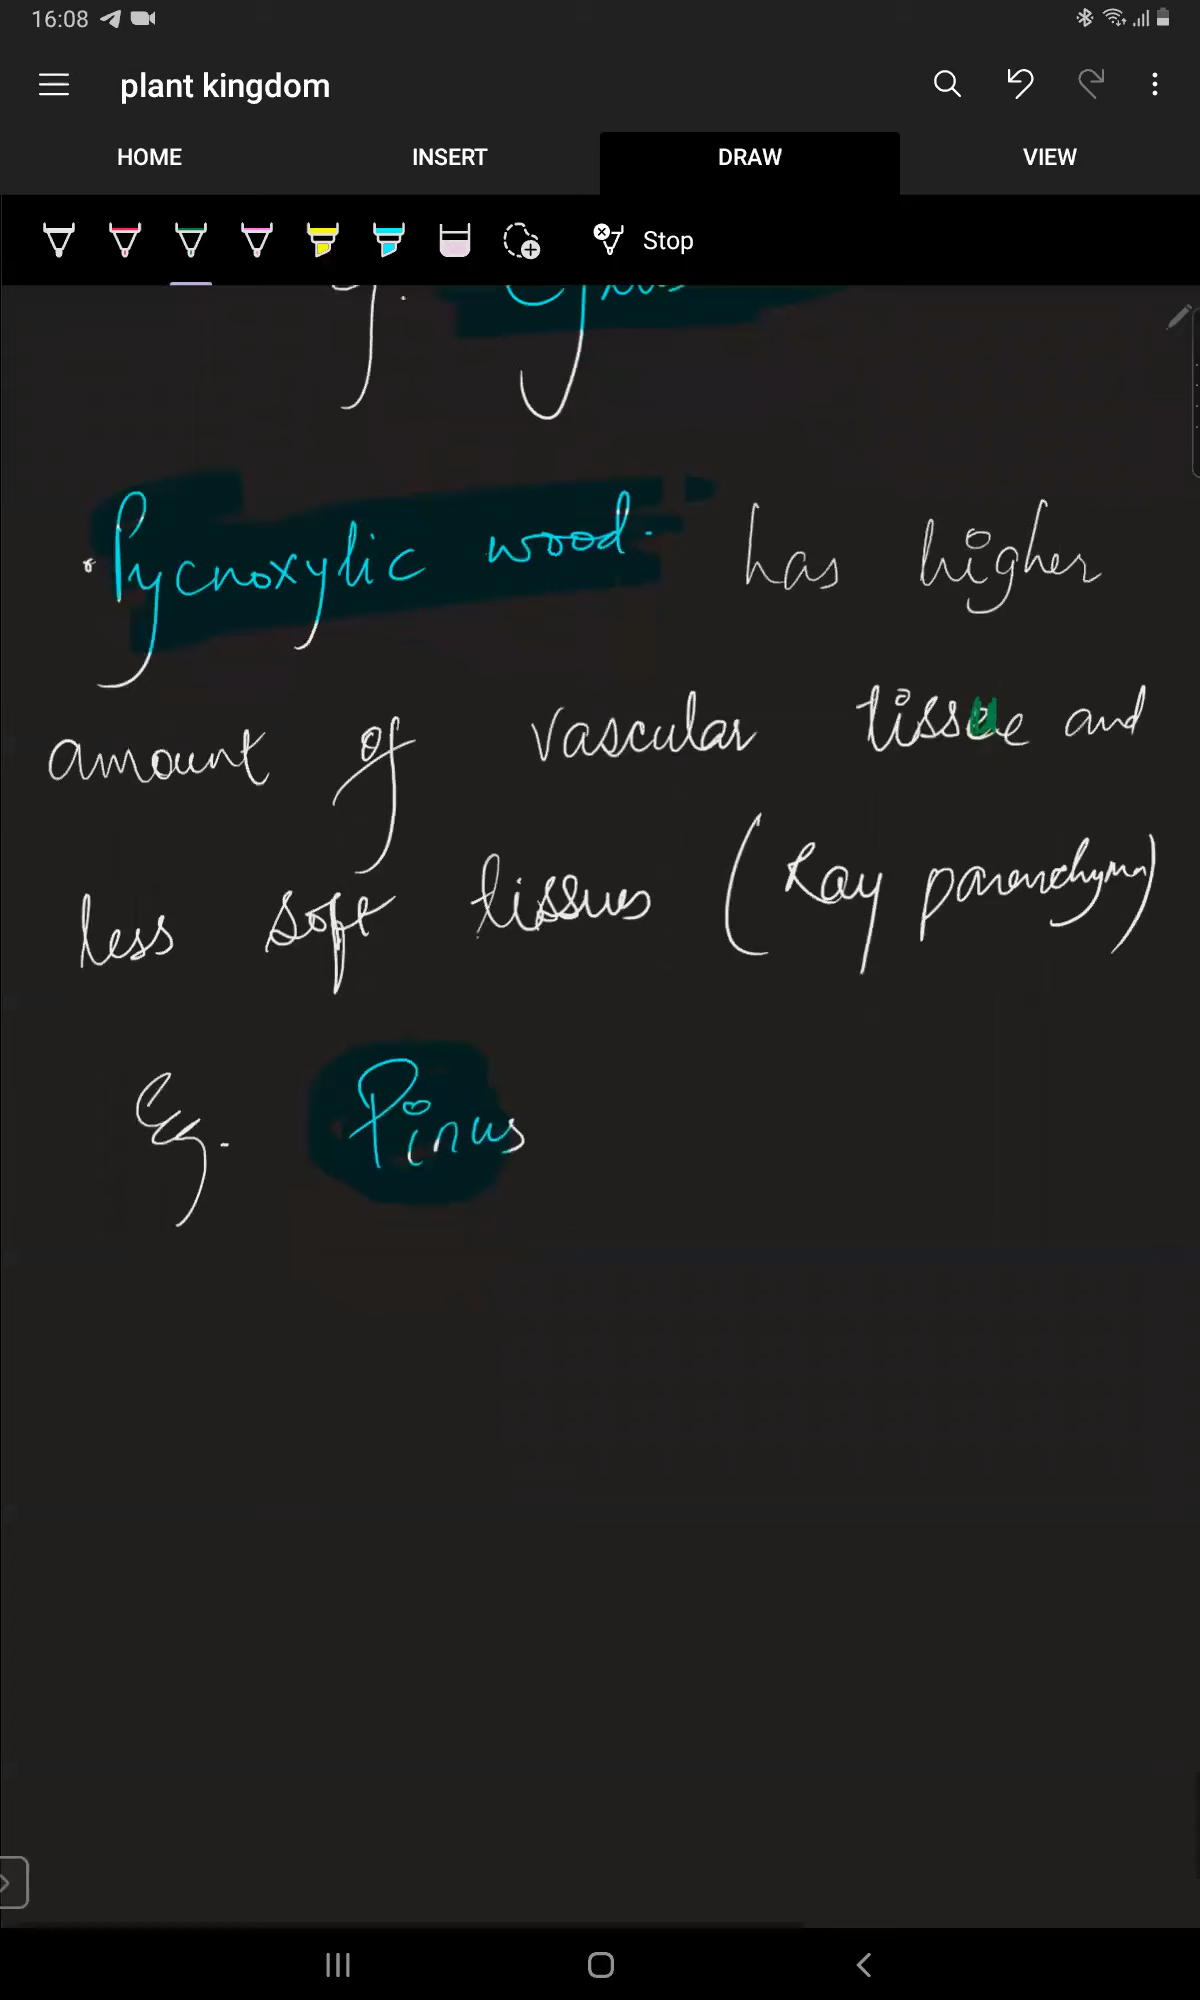 16:08
plant kingdom
HOME INSERT DRAW VIEW
Stop
Pycnoxylic wood. has higher
amount of vascular tissue and
less soft tissues (Ray parenchyma)
Eg. Pinus